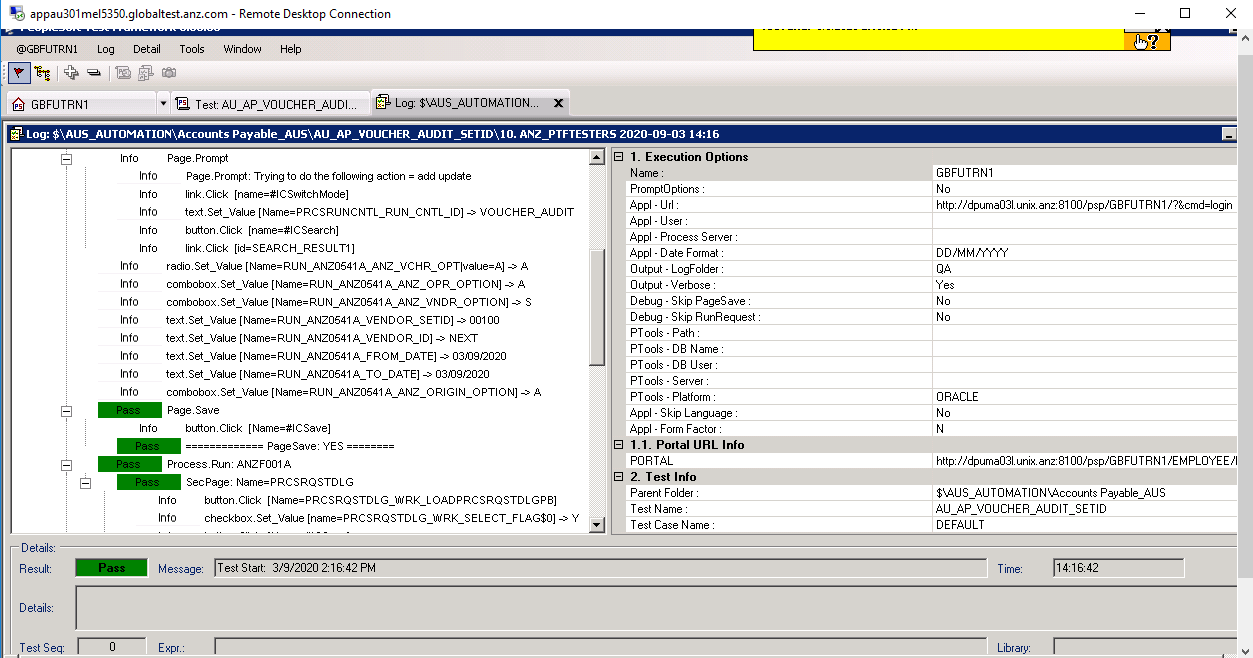 appau301mel5350.globaltest.anz.com - Remote Desktop Connection
@GBFUTRN1 Log Detail Tools Window Help
GBFUTRN1 Test: AU_AP_VOUCHER_AUDI... Log: $\AUS_AUTOMATION...
Log: $\AUS_AUTOMATION\Accounts Payable_AUS\AU_AP_VOUCHER_AUDIT_SETID\10. ANZ_PTFTESTERS 2020-09-03 14:16
Info Page.Prompt
Info Page.Prompt: Trying to do the following action = add update
Info link.Click [name=#ICSwitchMode]
Info text.Set_Value [Name=PRCSRUNCNTL_RUN_CNTL_ID] -> VOUCHER_AUDIT
Info button.Click [name=#ICSearch]
Info link.Click [id=SEARCH_RESULT1]
Info radio.Set_Value [Name=RUN_ANZ0541A_ANZ_VCHR_OPT|value=A] -> A
Info combobox.Set_Value [Name=RUN_ANZ0541A_ANZ_OPR_OPTION] -> A
Info combobox.Set_Value [Name=RUN_ANZ0541A_ANZ_VNDR_OPTION] -> S
Info text.Set_Value [Name=RUN_ANZ0541A_VENDOR_SETID] -> 00100
Info text.Set_Value [Name=RUN_ANZ0541A_VENDOR_ID] -> NEXT
Info text.Set_Value [Name=RUN_ANZ0541A_FROM_DATE] -> 03/09/2020
Info text.Set_Value [Name=RUN_ANZ0541A_TO_DATE] -> 03/09/2020
Info combobox.Set_Value [Name=RUN_ANZ0541A_ANZ_ORIGIN_OPTION] -> A
Pass Page.Save
Info button.Click [Name=#ICSave]
Pass ============= PageSave: YES ========
Pass Process.Run: ANZF001A
Pass SecPage: Name=PRCSRQSTDLG
Info button.Click [Name=PRCSRQSTDLG_WRK_LOADPRCSRQSTDLGPB]
Info checkbox.Set_Value [name=PRCSRQSTDLG_WRK_SELECT_FLAG$0] -> Y
1. Execution Options
Name : GBFUTRN1
PromptOptions : No
Appl - Url : http://dpuma03l.unix.anz:8100/psp/GBFUTRN1/?&cmd=login
Appl - User :
Appl - Process Server :
Appl - Date Format : DD/MM/YYYY
Output - LogFolder : QA
Output - Verbose : Yes
Debug - Skip PageSave : No
Debug - Skip RunRequest : No
PTools - Path :
PTools - DB Name :
PTools - DB User :
PTools - Server :
PTools - Platform : ORACLE
Appl - Skip Language : No
Appl - Form Factor : N
1.1. Portal URL Info
PORTAL http://dpuma03l.unix.anz:8100/psp/GBFUTRN1/EMPLOYEE/
2. Test Info
Parent Folder : $\AUS_AUTOMATION\Accounts Payable_AUS
Test Name : AU_AP_VOUCHER_AUDIT_SETID
Test Case Name : DEFAULT
Details:
Result: Pass Message: Test Start: 3/9/2020 2:16:42 PM Time: 14:16:42
Details:
Test Seq: 0 Expr.: Library: